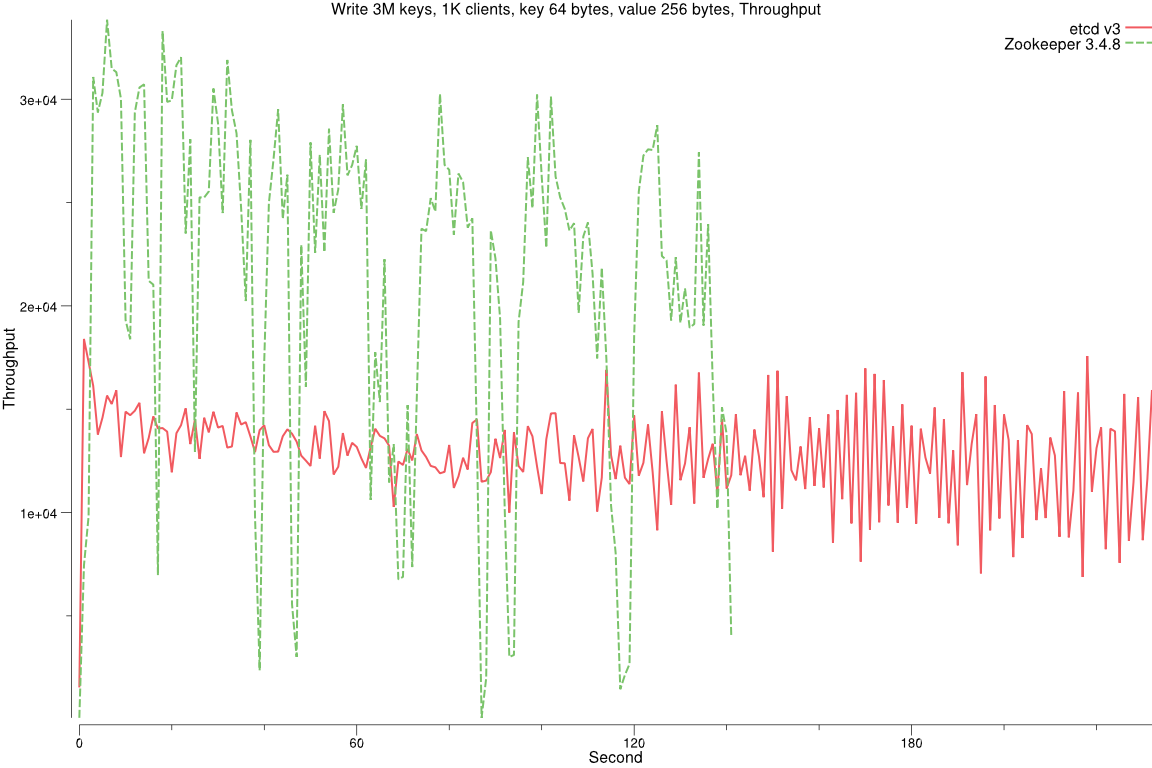 Write 3M keys, 1K clients, key 64 bytes, value 256 bytes, Throughput
etcd v3
Zookeeper 3.4.8
3e+04
2e+04
1e+04
Throughput
0 60 120 180
Second